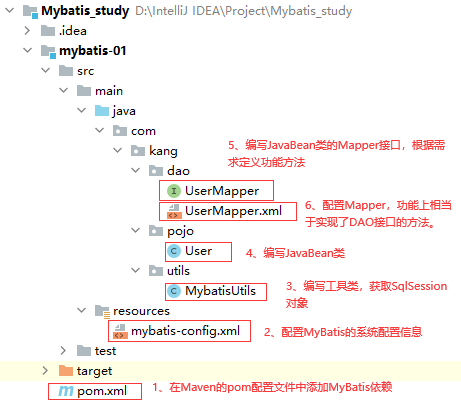 Mybatis_study D:\IntelliJ IDEA\Project\Mybatis_study
.idea
mybatis-01
src
main
java
com
kang
5、编写JavaBean类的Mapper接口，根据需
求定义功能方法
dao
UserMapper
UserMapper.xml
6、配置Mapper，功能上相当
于实现了DAO接口的方法。
pojo
User
4、编写JavaBean类
utils
MybatisUtils
3、编写工具类，获取SqlSession
对象
resources
mybatis-config.xml
2、配置MyBatis的系统配置信息
test
target
pom.xml
1、在Maven的pom配置文件中添加MyBatis依赖